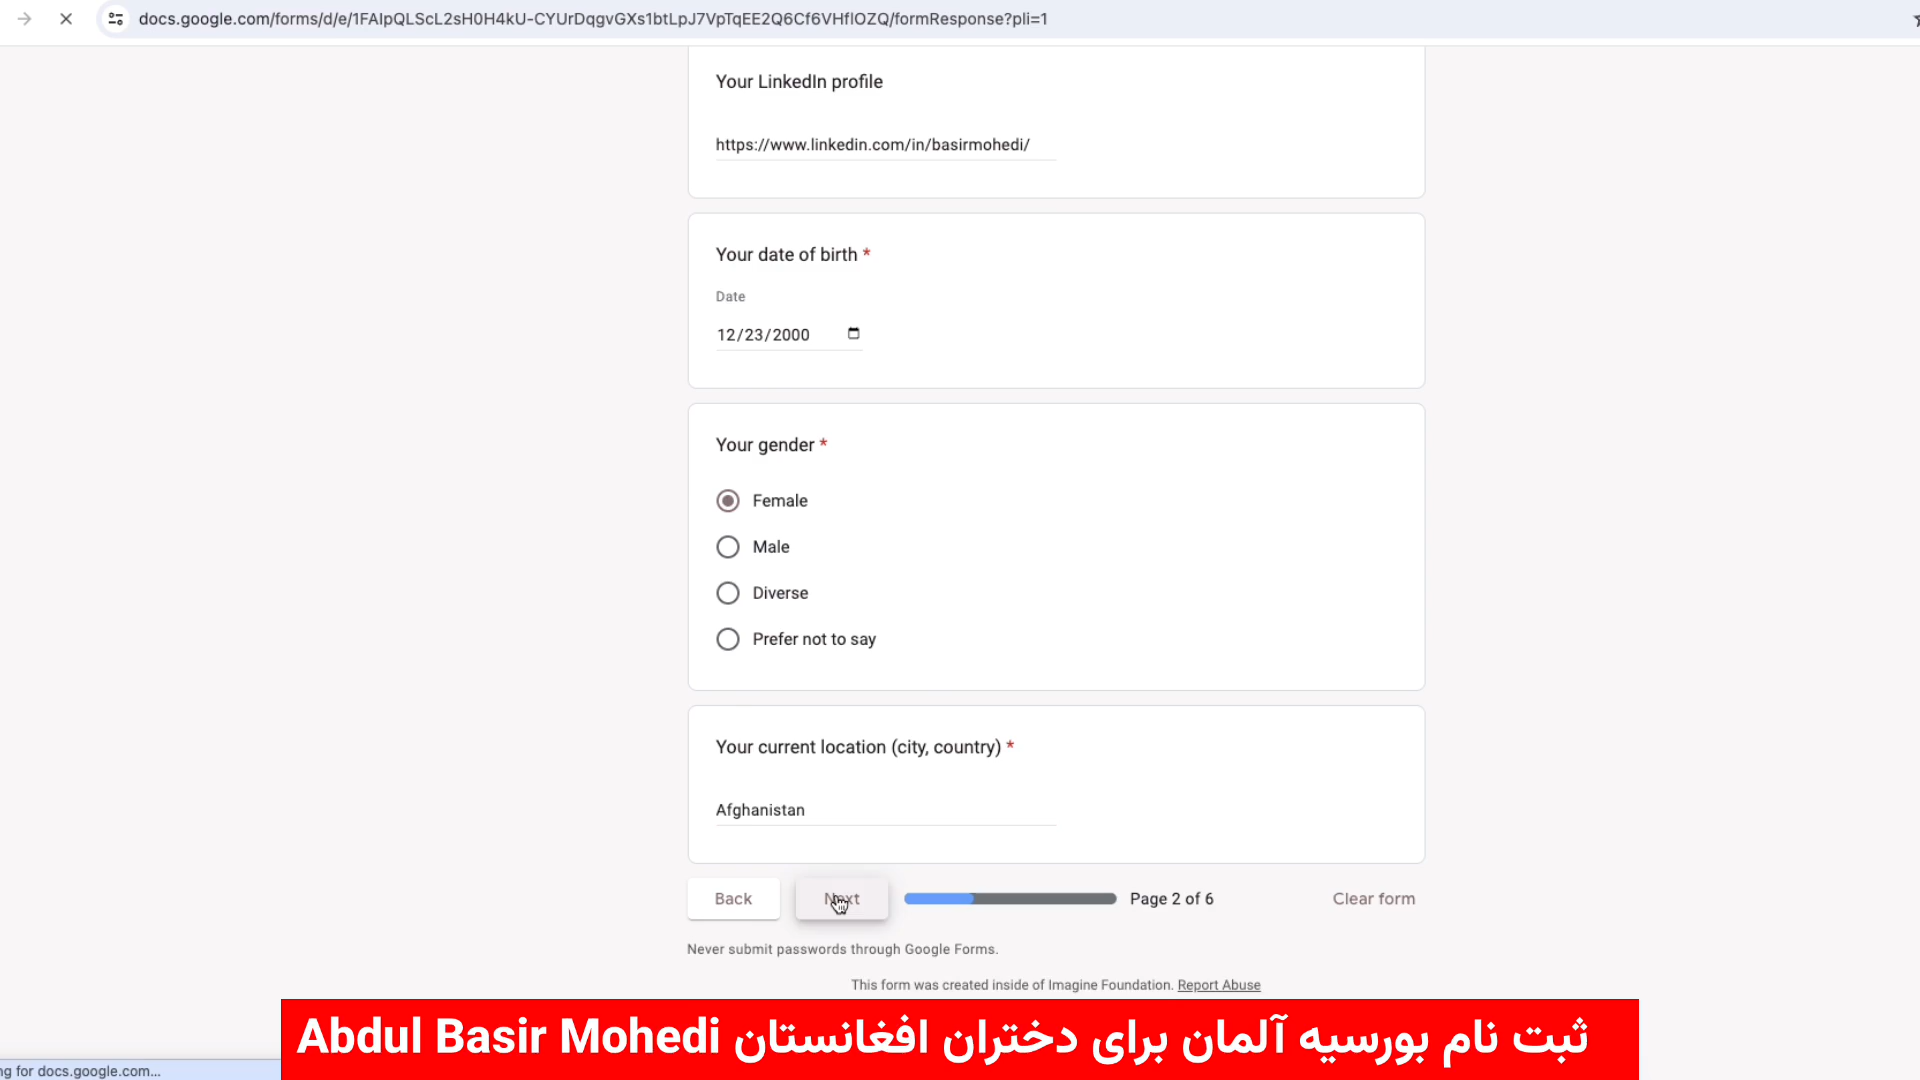 docs.google.com/forms/d/e/1FAIpQLScL2sH0H4kU-CYUrDqgvGXs1btLpJ7VpTqEE2Q6Cf6VHfIOZQ/formResponse?pli=1
Your LinkedIn profile
https://www.linkedin.com/in/basirmohedi/
Your date of birth *
Date
12/23/2000
Your gender *
Female
Male
Diverse
Prefer not to say
Your current location (city, country) *
Afghanistan
Back
Next
Page 2 of 6
Clear form
Never submit passwords through Google Forms.
This form was created inside of Imagine Foundation. Report Abuse
ثبت نام بورسیه آلمان برای دختران افغانستان Abdul Basir Mohedi
for docs.google.com...